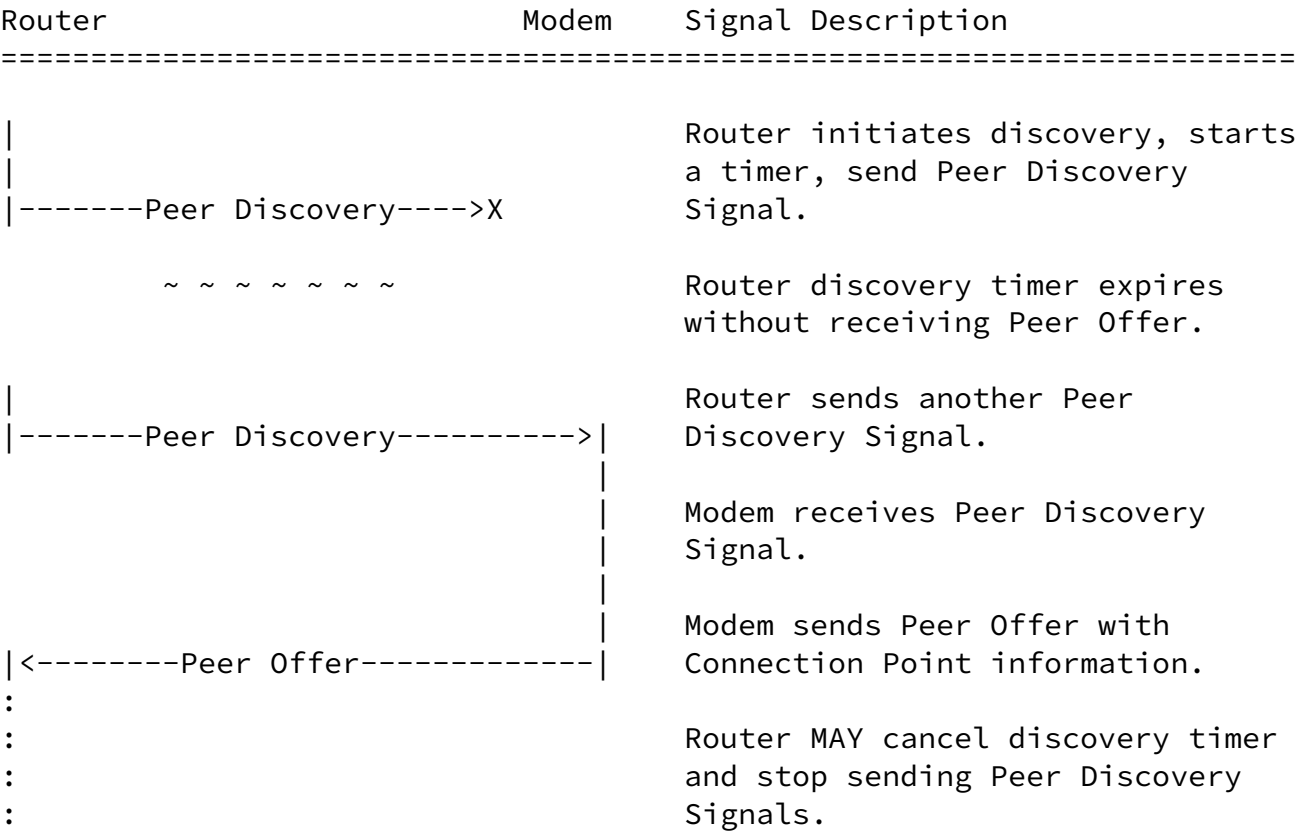 Router                       Modem    Signal Description
========================================================================

|                                     Router initiates discovery, starts
|                                     a timer, send Peer Discovery
|-------Peer Discovery---->X          Signal.

         ~ ~ ~ ~ ~ ~ ~                Router discovery timer expires
                                      without receiving Peer Offer.

|                                     Router sends another Peer
|-------Peer Discovery---------->|    Discovery Signal.
                                 |
                                 |    Modem receives Peer Discovery
                                 |    Signal.
                                 |
                                 |    Modem sends Peer Offer with
|<--------Peer Offer-------------|    Connection Point information.
:
:                                     Router MAY cancel discovery timer
:                                     and stop sending Peer Discovery
:                                     Signals.